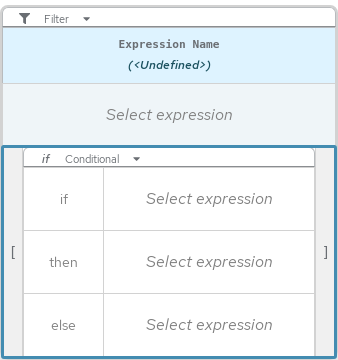 Filter
Expression Name
(<Undefined>)
Select expression
if Conditional
if Select expression
[ then Select expression ]
else Select expression